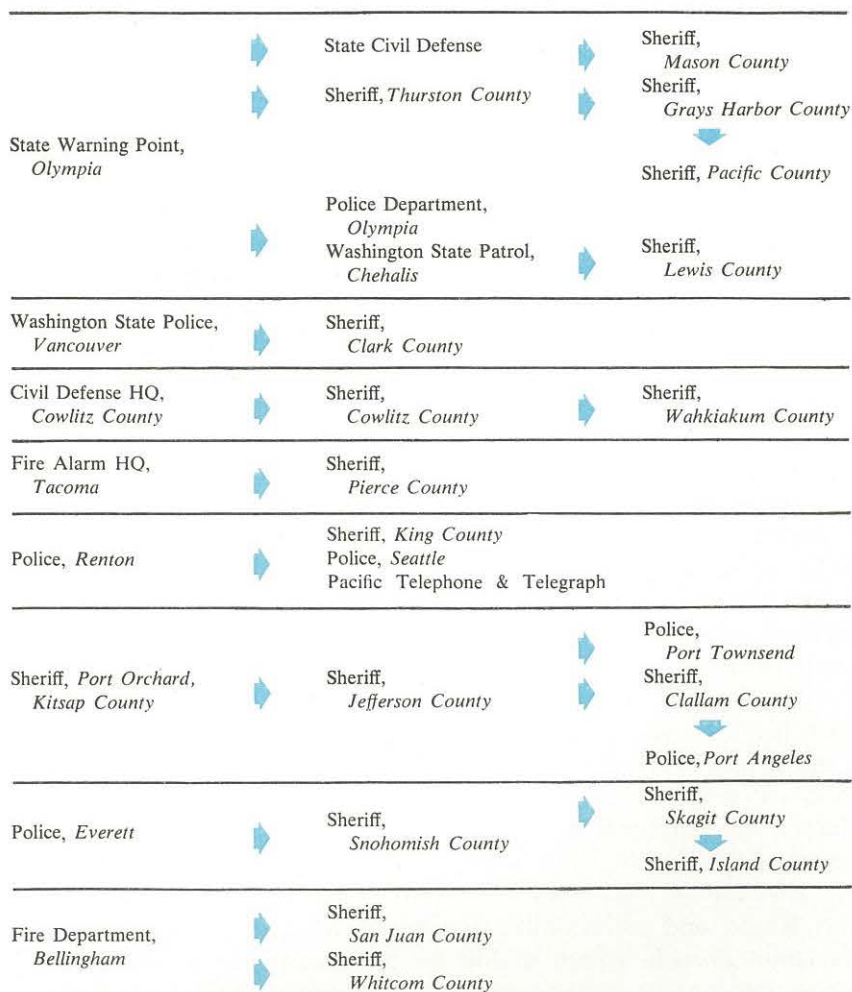 State Warning Point,
Olympia
State Civil Defense
Sheriff,
Mason County
Sheriff, Thurston County
Sheriff,
Grays Harbor County
Sheriff, Pacific County
Police Department,
Olympia
Washington State Patrol,
Chehalis
Sheriff,
Lewis County
Washington State Police,
Vancouver
Sheriff,
Clark County
Civil Defense HQ,
Cowlitz County
Sheriff,
Cowlitz County
Sheriff,
Wahkiakum County
Fire Alarm HQ,
Tacoma
Sheriff,
Pierce County
Police, Renton
Sheriff, King County
Police, Seattle
Pacific Telephone & Telegraph
Sheriff, Port Orchard,
Kitsap County
Sheriff,
Jefferson County
Police,
Port Townsend
Sheriff,
Clallam County
Police, Port Angeles
Police, Everett
Sheriff,
Snohomish County
Sheriff,
Skagit County
Sheriff, Island County
Fire Department,
Bellingham
Sheriff,
San Juan County
Sheriff,
Whitcom County